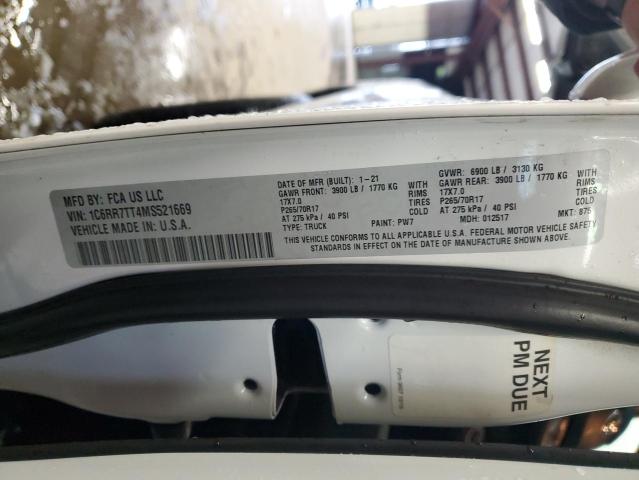 MFD BY: FCA US LLC
VIN: 1C6RR7TT4MS521669
VEHICLE MADE IN: U.S.A.
DATE OF MFR (BUILT): 1-21
GAWR FRONT: 3900 LB / 1770 KG WITH
17X7.0 RIMS
P265/70R17
AT 275 kPa / 40 PSI
TYPE: TRUCK PAINT: PW7
GVWR: 6900 LB / 3130 KG
GAWR REAR: 3900 LB / 1770 KG WITH
17X7.0 RIMS
P265/70R17
AT 275 kPa / 40 PSI
MDH: 012517 MKT: 875
THIS VEHICLE CONFORMS TO ALL APPLICABLE U.S.A. FEDERAL MOTOR VEHICLE SAFETY
STANDARDS IN EFFECT ON THE DATE OF MANUFACTURE SHOWN ABOVE.
NEXT
PM DUE